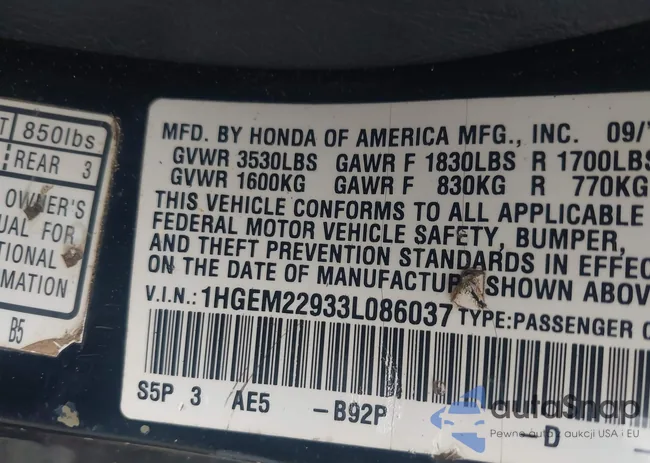 T 850lbs
REAR 3
OWNER'S
UAL FOR
TIONAL
RMATION
B5
MFD. BY HONDA OF AMERICA MFG., INC. 09/
GVWR 3530LBS GAWR F 1830LBS R 1700LBS
GVWR 1600KG GAWR F 830KG R 770KG
THIS VEHICLE CONFORMS TO ALL APPLICABLE
FEDERAL MOTOR VEHICLE SAFETY, BUMPER,
AND THEFT PREVENTION STANDARDS IN EFFEC
ON THE DATE OF MANUFACTUR SHOWN ABOV
V.I.N.: 1HGEM22933L086037 TYPE:PASSENGER C
S5P 3 AE5 -B92P -D
autoSnap
Pewne auta z aukcji USA i EU